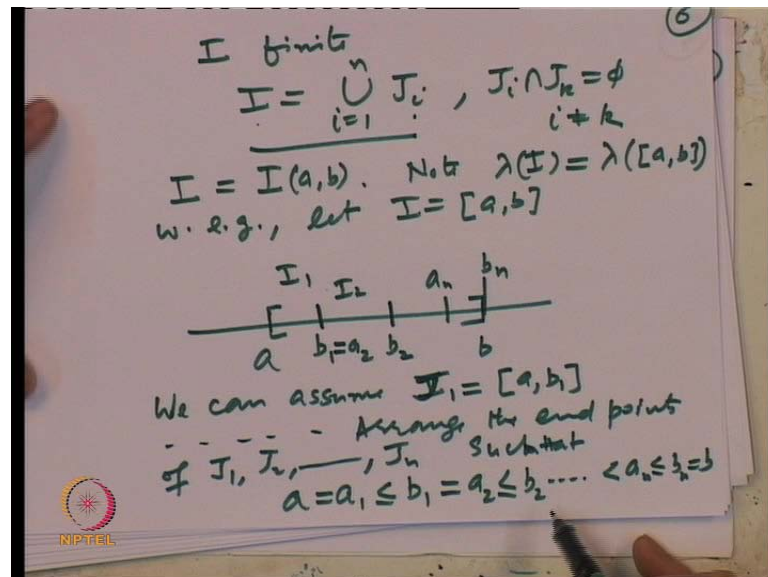 6
I finite
I = ∪_{i=1}^{n} J_i , J_i ∩ J_k = ϕ
i ≠ k
I = I(a,b). Note λ(I) = λ([a,b])
w. l. g., let I = [a,b]
I_1 I_2 a_n b_n
a b_1=a_2 b_2 b
We can assume I_1 = [a,b_1]
- - - - - Arrange the end points
of J_1, J_2, —, J_n such that
a = a_1 ≤ b_1 = a_2 ≤ b_2 .... < a_n ≤ b_n = b
NPTEL